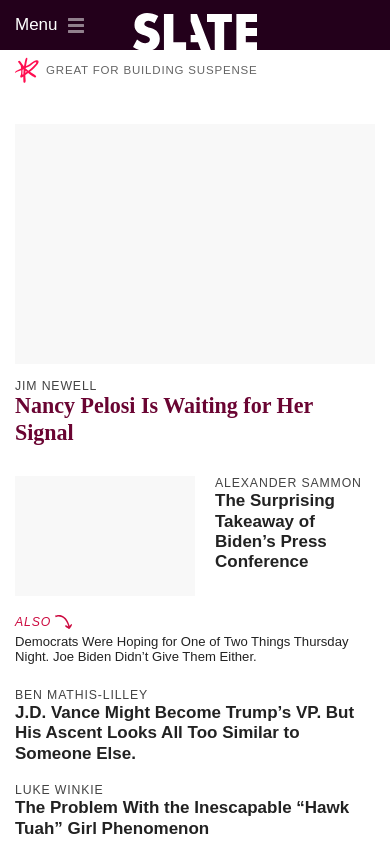 Menu
SLATE
GREAT FOR BUILDING SUSPENSE
JIM NEWELL
Nancy Pelosi Is Waiting for Her
Signal
ALEXANDER SAMMON
The Surprising
Takeaway of
Biden’s Press
Conference
ALSO
Democrats Were Hoping for One of Two Things Thursday
Night. Joe Biden Didn’t Give Them Either.
BEN MATHIS-LILLEY
J.D. Vance Might Become Trump’s VP. But
His Ascent Looks All Too Similar to
Someone Else.
LUKE WINKIE
The Problem With the Inescapable “Hawk
Tuah” Girl Phenomenon